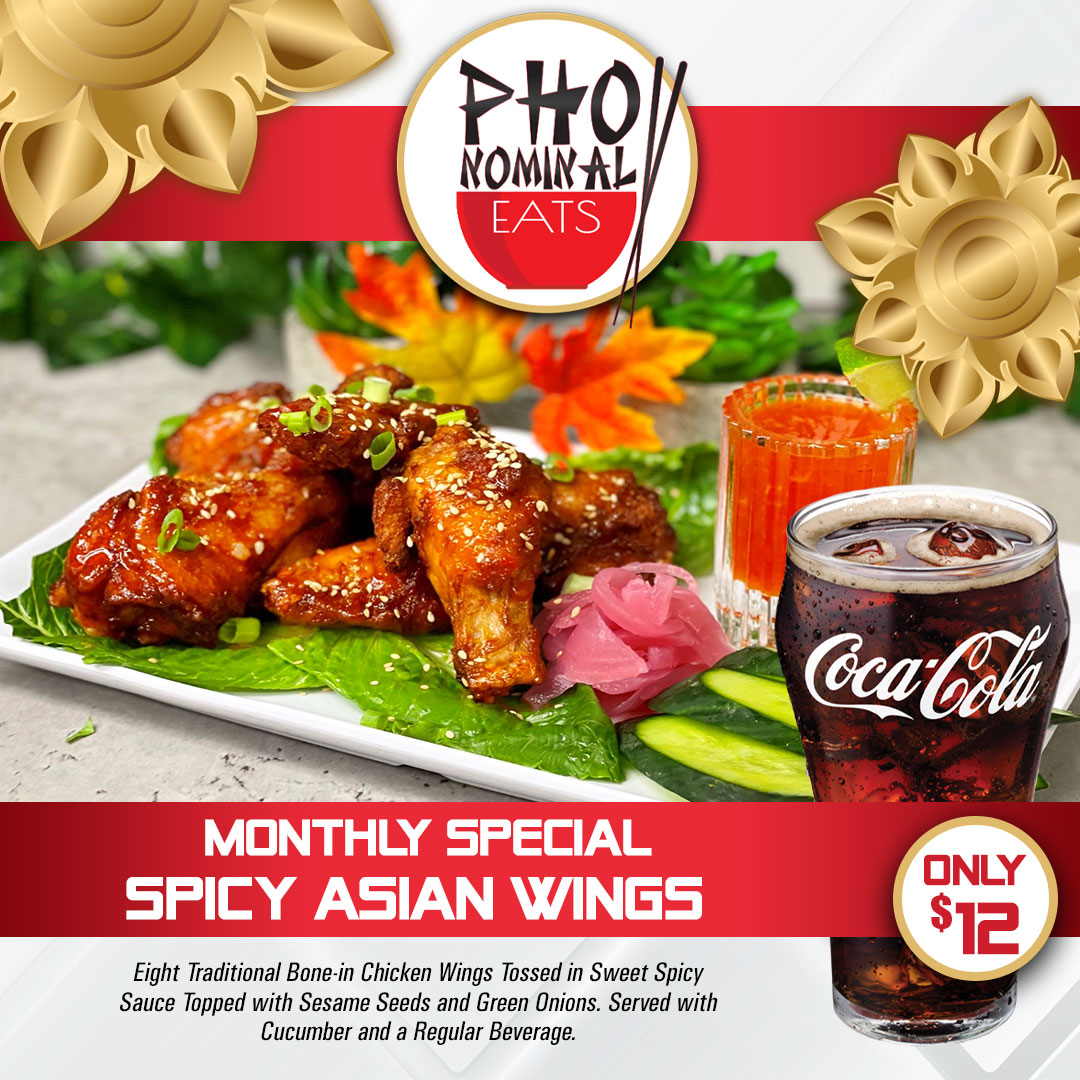 PHO
NOMINAL
EATS
Coca-Cola
MONTHLY SPECIAL
SPICY ASIAN WINGS
ONLY
$12
Eight Traditional Bone-in Chicken Wings Tossed in Sweet Spicy
Sauce Topped with Sesame Seeds and Green Onions. Served with
Cucumber and a Regular Beverage.